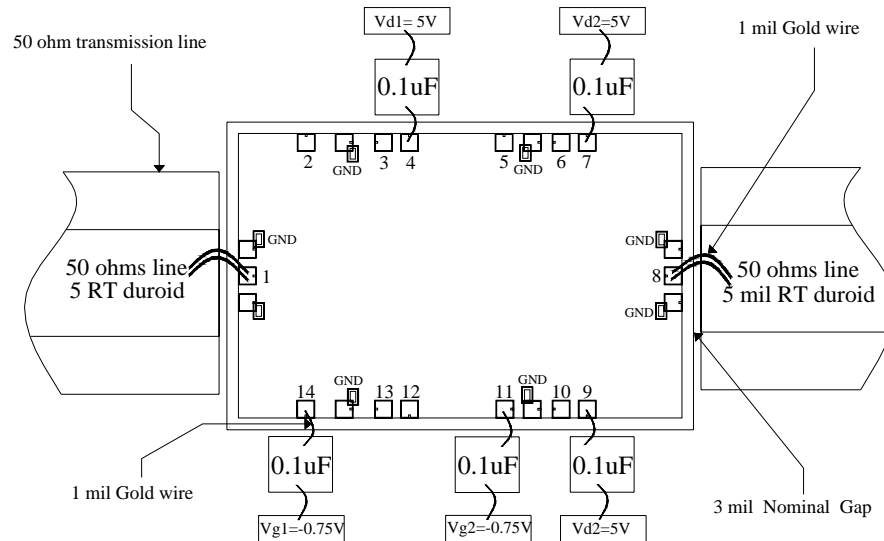 Vd1= 5V
Vd2=5V
1 mil Gold wire
50 ohm transmission line
0.1uF
0.1uF
2
3
4
5
6
7
GND
GND
GND
GND
50 ohms line
5 RT duroid
1
8
50 ohms line
5 mil RT duroid
GND
GND
GND
14
13
12
11
10
9
0.1uF
0.1uF
0.1uF
1 mil Gold wire
3 mil Nominal Gap
Vg1=-0.75V
Vg2=-0.75V
Vd2=5V